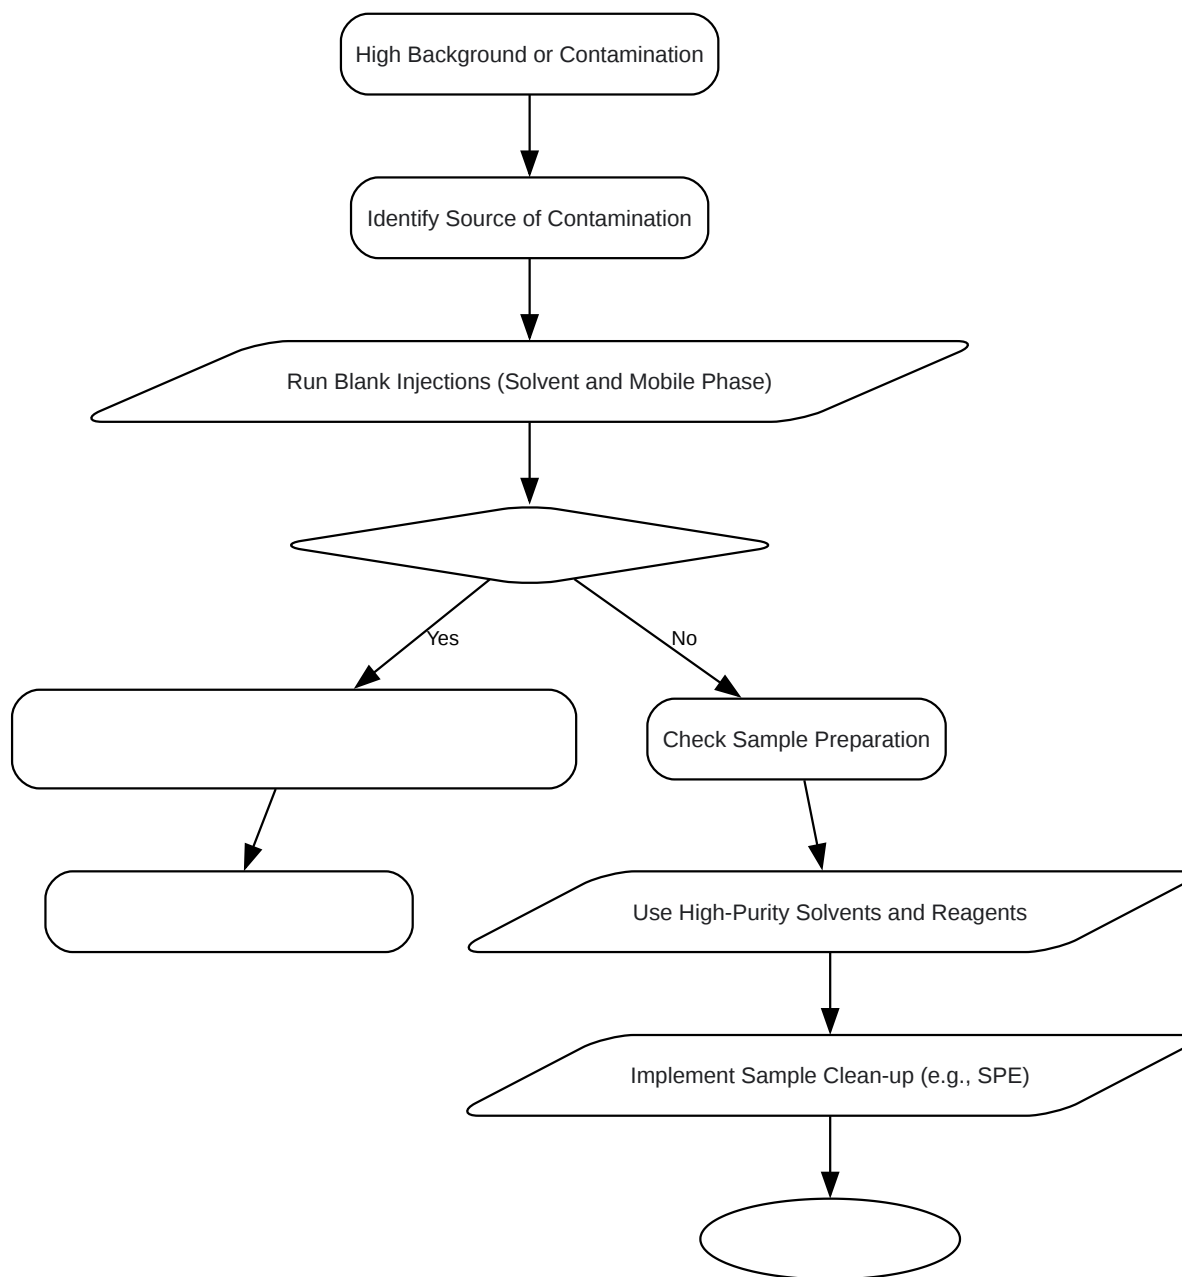 High Background or Contamination
Identify Source of Contamination
Run Blank Injections (Solvent and Mobile Phase)
Yes
No
Check Sample Preparation
Use High-Purity Solvents and Reagents
Implement Sample Clean-up (e.g., SPE)